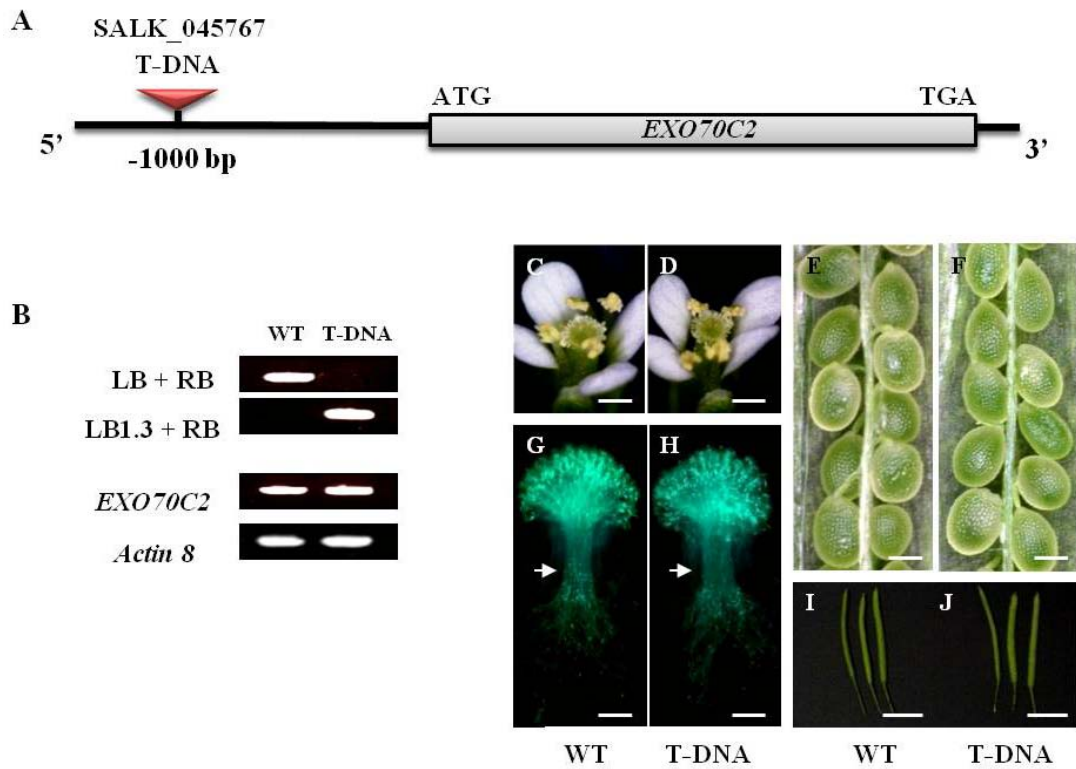 A
SALK_045767
T-DNA
ATG
TGA
EXO70C2
5’
-1000 bp
3’
B
WT T-DNA
LB + RB
LB1.3 + RB
EXO70C2
Actin 8
C
D
E
F
G
H
I
J
WT
T-DNA
WT
T-DNA